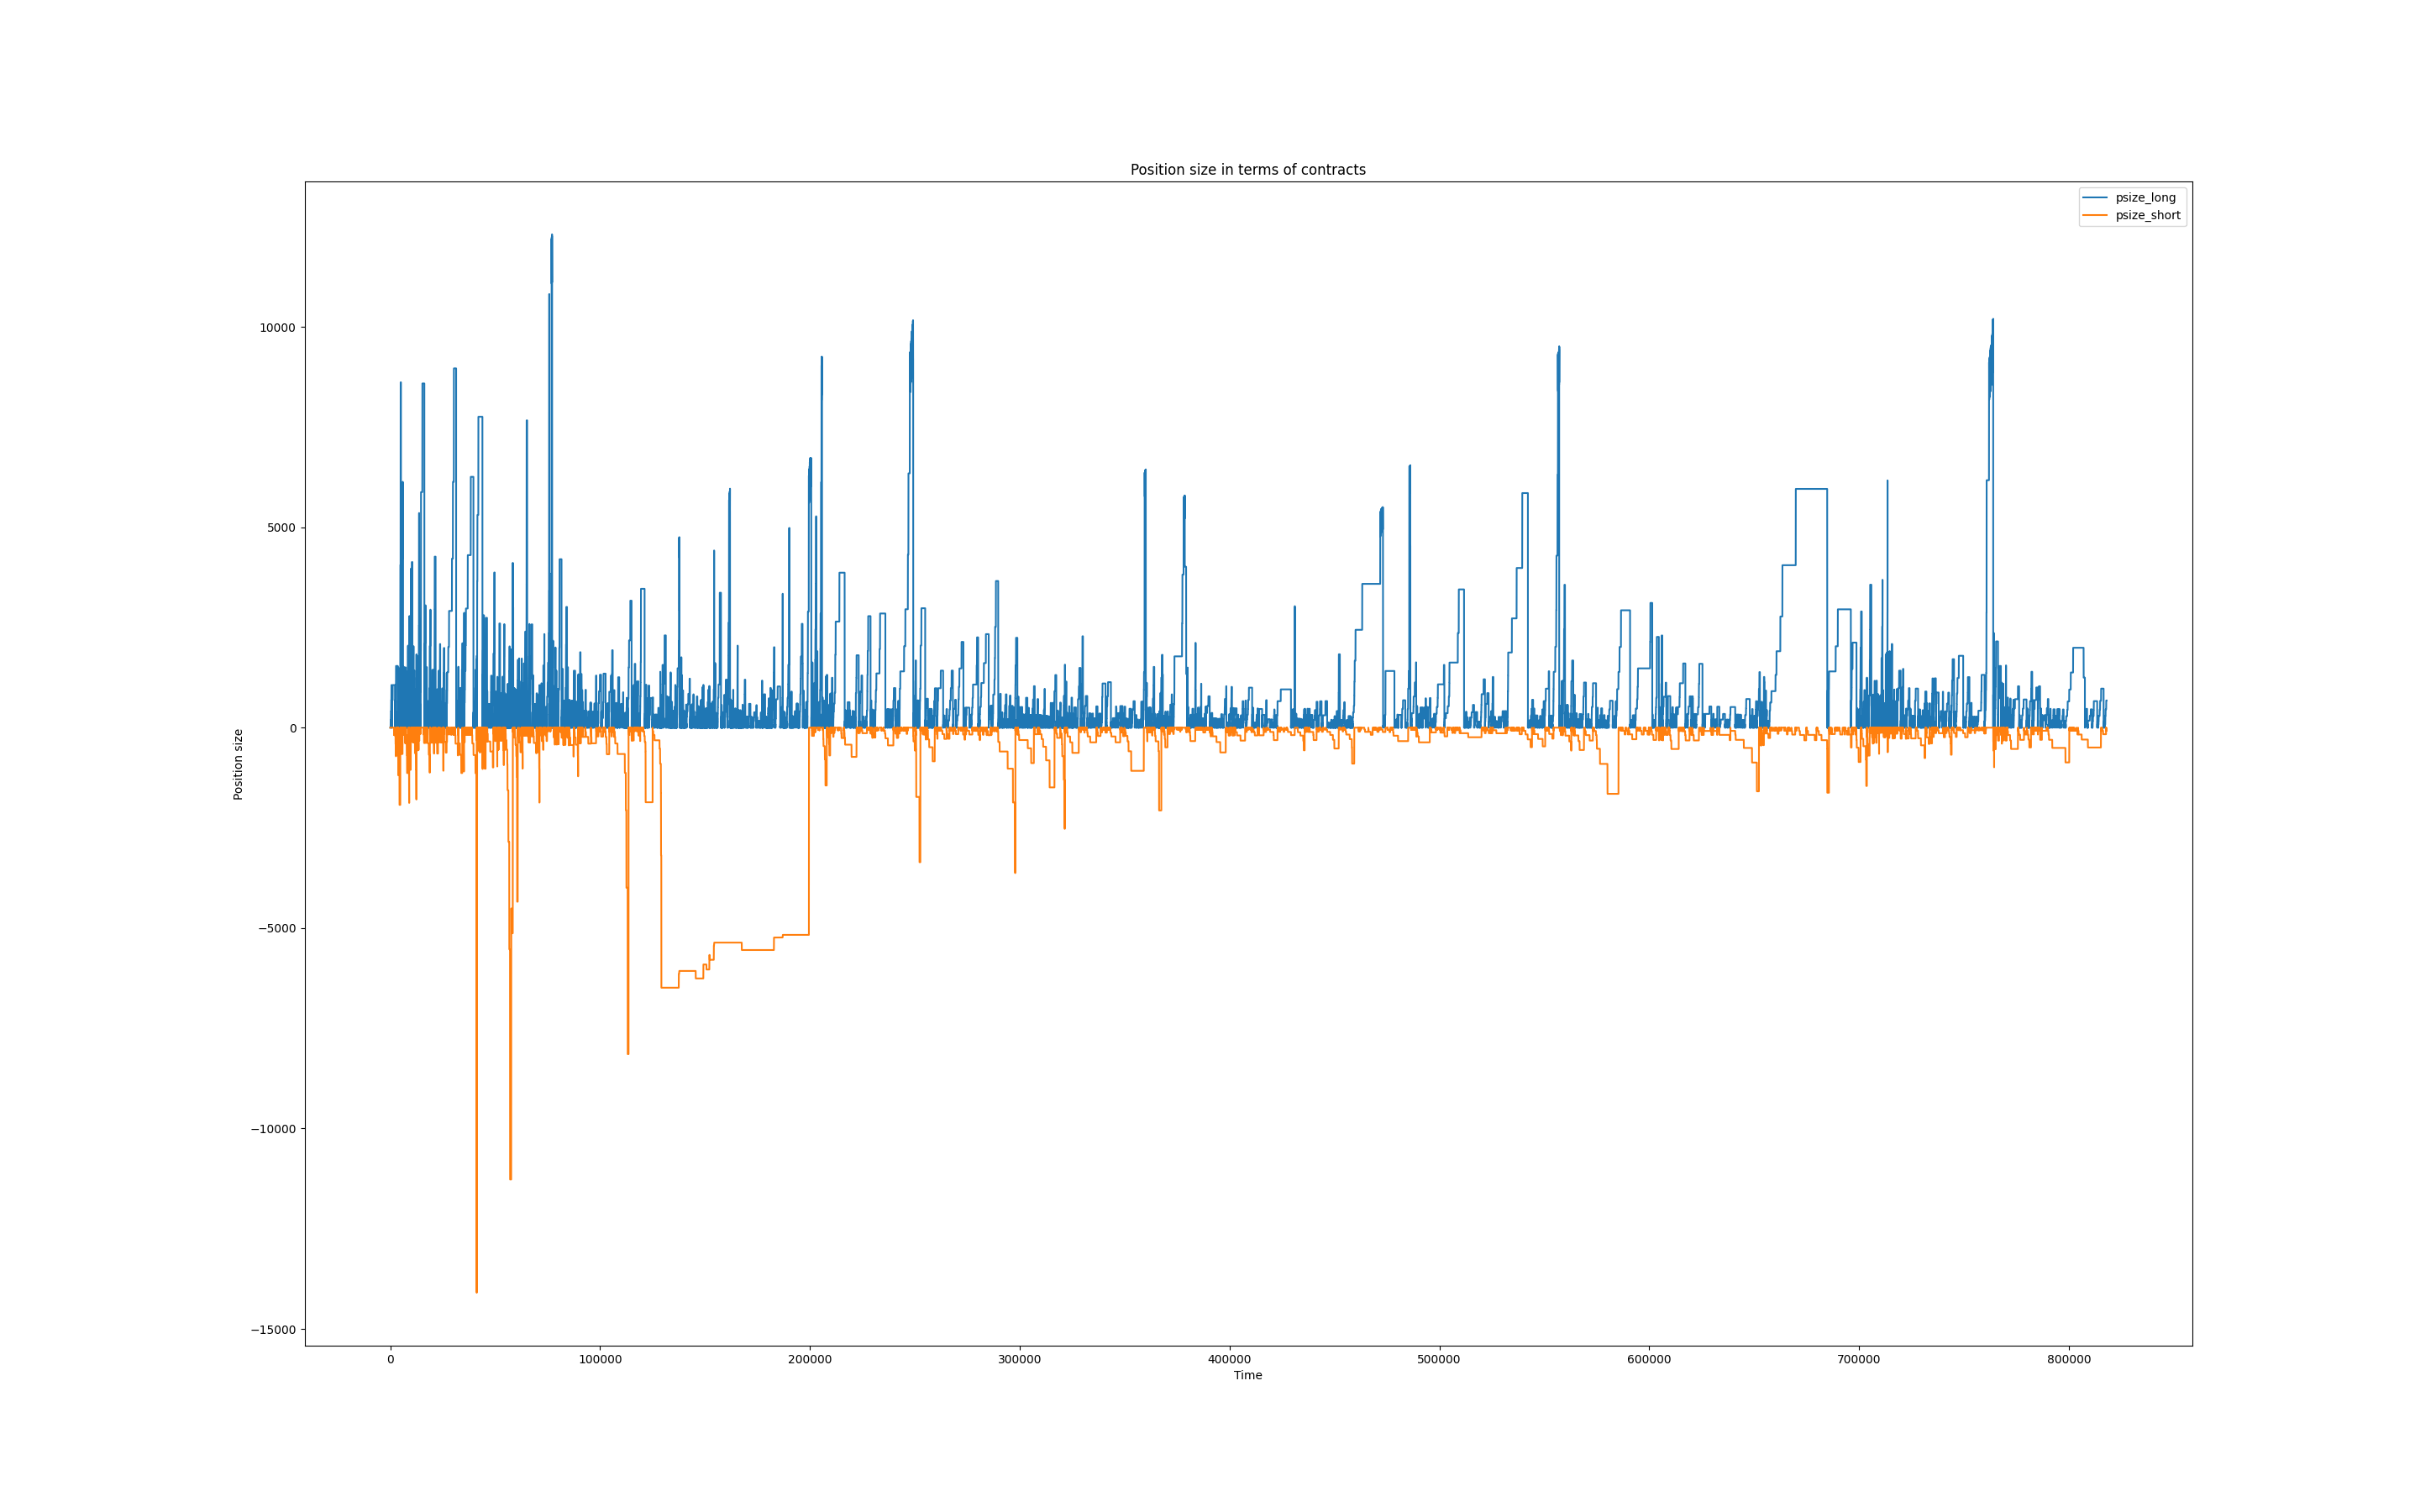 Position size in terms of contracts
psize_long
psize_short
10000
5000
0
−5000
−10000
−15000
Position size
0 100000 200000 300000 400000 500000 600000 700000 800000
Time